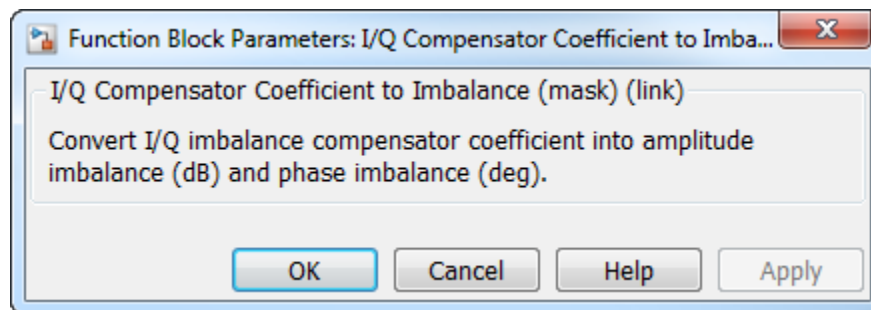 Function Block Parameters: I/Q Compensator Coefficient to Imba...
I/Q Compensator Coefficient to Imbalance (mask) (link)
Convert I/Q imbalance compensator coefficient into amplitude
imbalance (dB) and phase imbalance (deg).
OK Cancel Help Apply